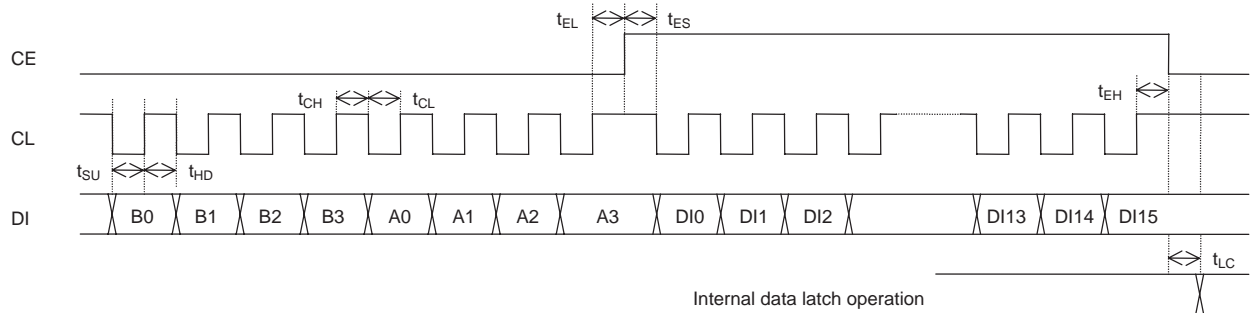 tEL tES
CE
tCH tCL tEH
CL
tSU tHD
DI B0 B1 B2 B3 A0 A1 A2 A3 DI0 DI1 DI2 DI13 DI14 DI15
tLC
Internal data latch operation